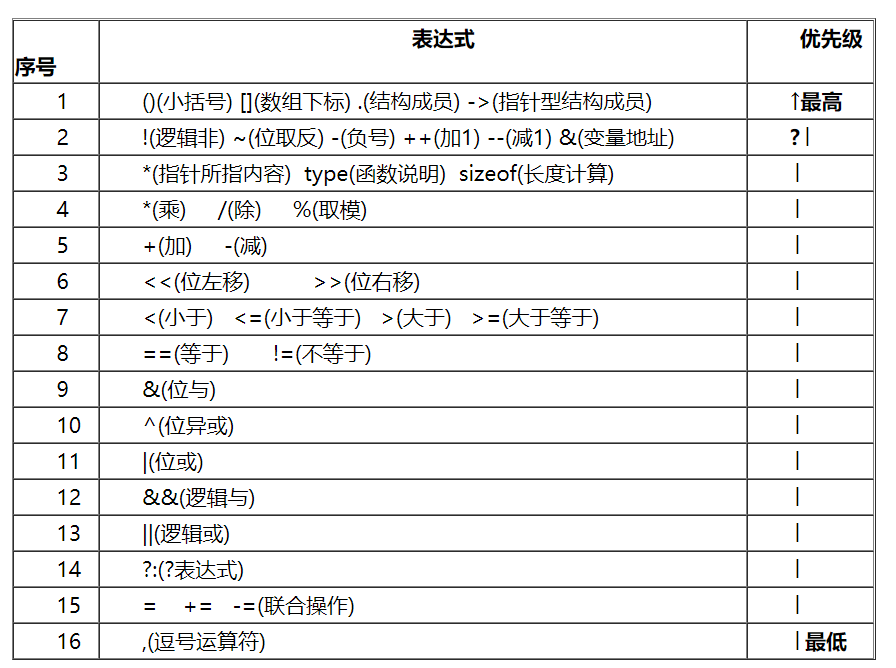 序号 表达式 优先级
1 ()(小括号) [](数组下标) .(结构成员) ->(指针型结构成员) ↑最高
2 !(逻辑非) ~(位取反) -(负号) ++(加1) --(减1) &(变量地址) ?|
3 *(指针所指内容) type(函数说明) sizeof(长度计算) |
4 *(乘) /(除) %(取模) |
5 +(加) -(减) |
6 <<(位左移) >>(位右移) |
7 <(小于) <=(小于等于) >(大于) >=(大于等于) |
8 ==(等于) !=(不等于) |
9 &(位与) |
10 ^(位异或) |
11 |(位或) |
12 &&(逻辑与) |
13 ||(逻辑或) |
14 ?:(?表达式) |
15 = += -=(联合操作) |
16 ,(逗号运算符) |最低